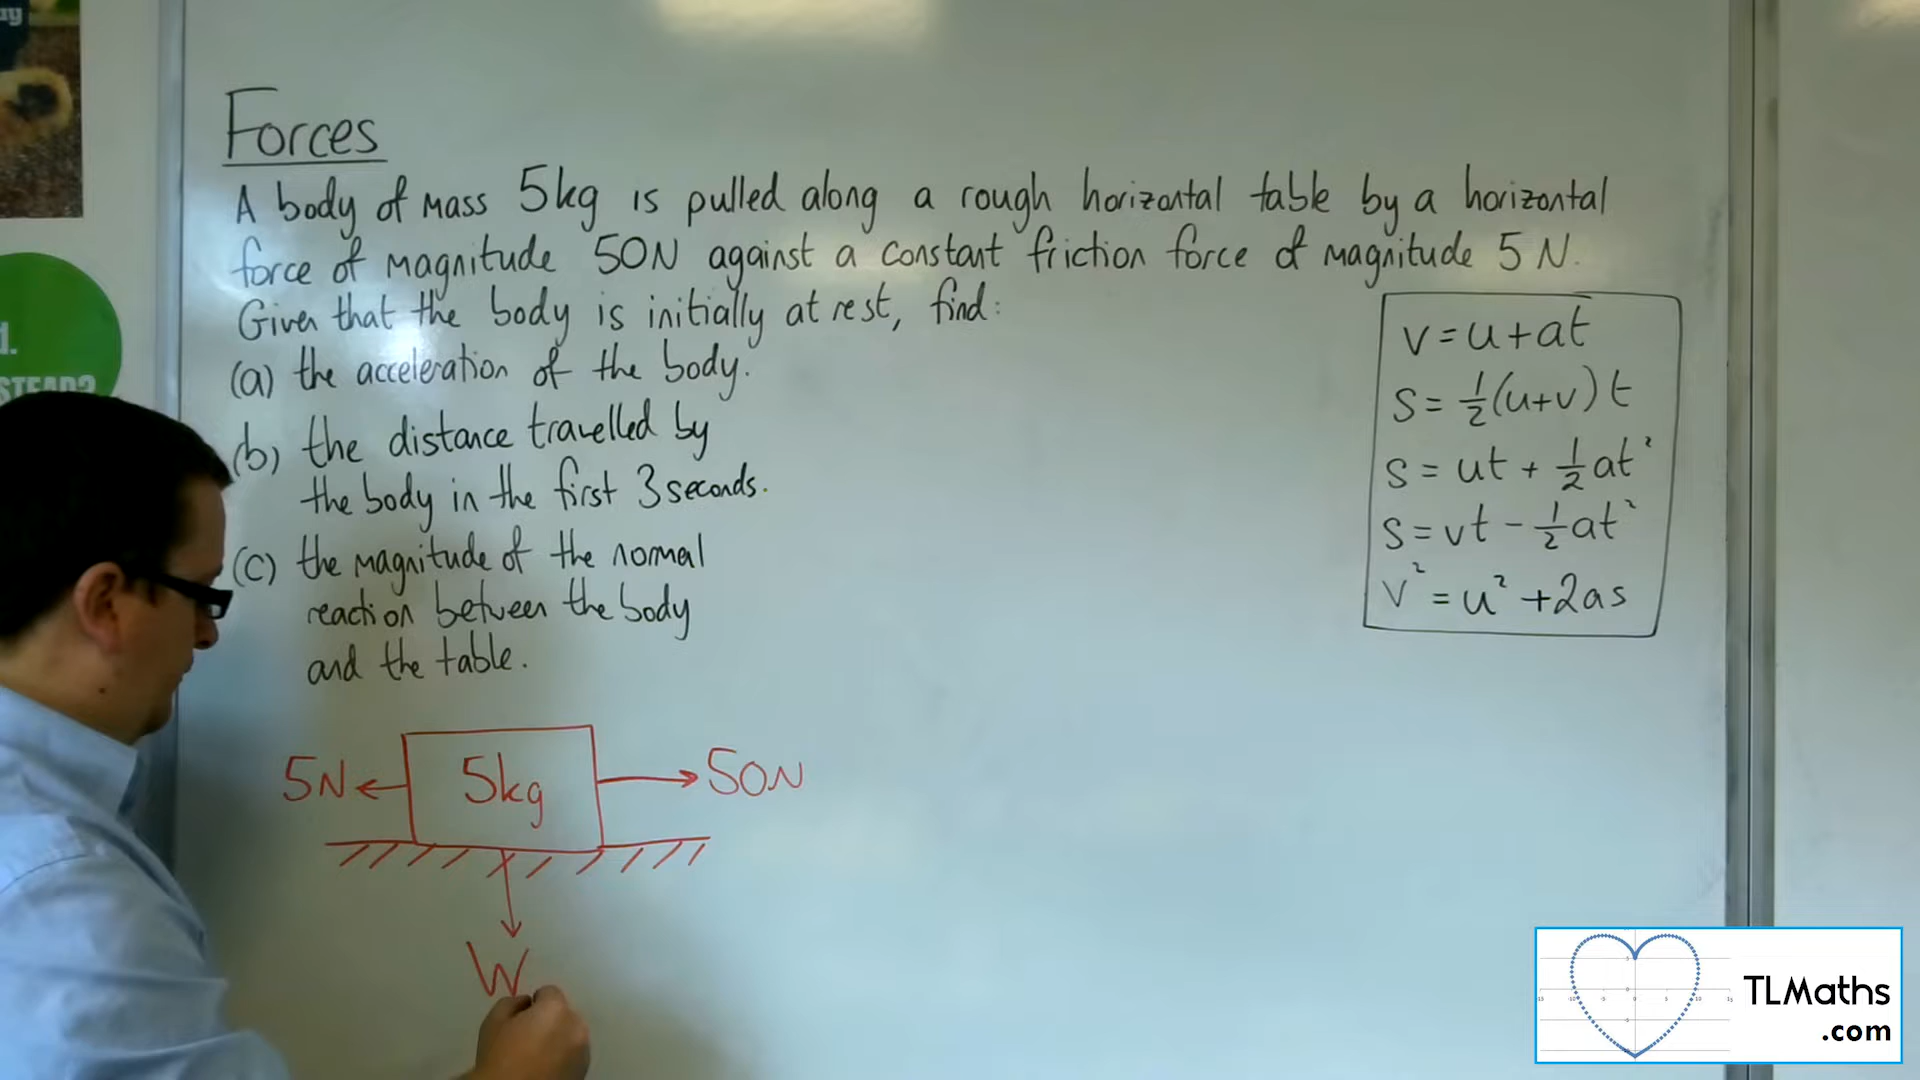 Forces
A body of mass 5kg is pulled along a rough horizontal table by a horizontal
force of magnitude 50N against a constant friction force of magnitude 5N.
Given that the body is initially at rest, find:
(a) the acceleration of the body.
(b) the distance travelled by
the body in the first 3 seconds.
(c) the magnitude of the normal
reaction between the body
and the table.
v = u + at
s = ½(u+v)t
s = ut + ½at²
s = vt - ½at²
v² = u² + 2as
5N
5kg
50N
W
TLMaths
.com